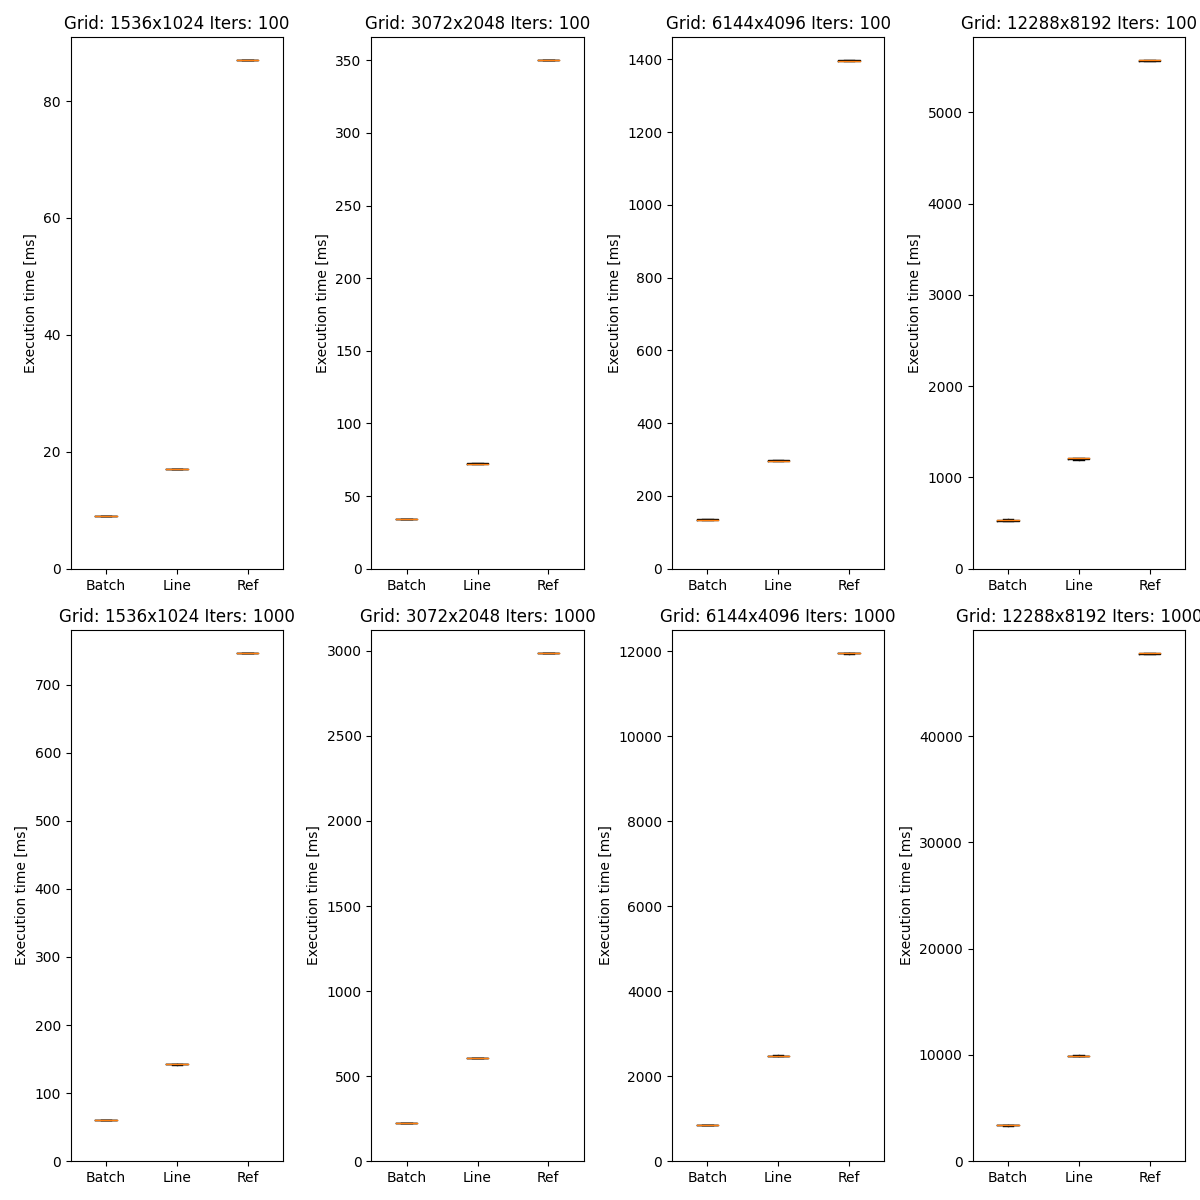 Grid: 1536x1024 Iters: 100
Execution time [ms]
80
60
40
20
0
Batch Line Ref
Grid: 3072x2048 Iters: 100
Execution time [ms]
350
300
250
200
150
100
50
0
Batch Line Ref
Grid: 6144x4096 Iters: 100
Execution time [ms]
1400
1200
1000
800
600
400
200
0
Batch Line Ref
Grid: 12288x8192 Iters: 100
Execution time [ms]
5000
4000
3000
2000
1000
0
Batch Line Ref
Grid: 1536x1024 Iters: 1000
Execution time [ms]
700
600
500
400
300
200
100
0
Batch Line Ref
Grid: 3072x2048 Iters: 1000
Execution time [ms]
3000
2500
2000
1500
1000
500
0
Batch Line Ref
Grid: 6144x4096 Iters: 1000
Execution time [ms]
12000
10000
8000
6000
4000
2000
0
Batch Line Ref
Grid: 12288x8192 Iters: 1000
Execution time [ms]
40000
30000
20000
10000
0
Batch Line Ref